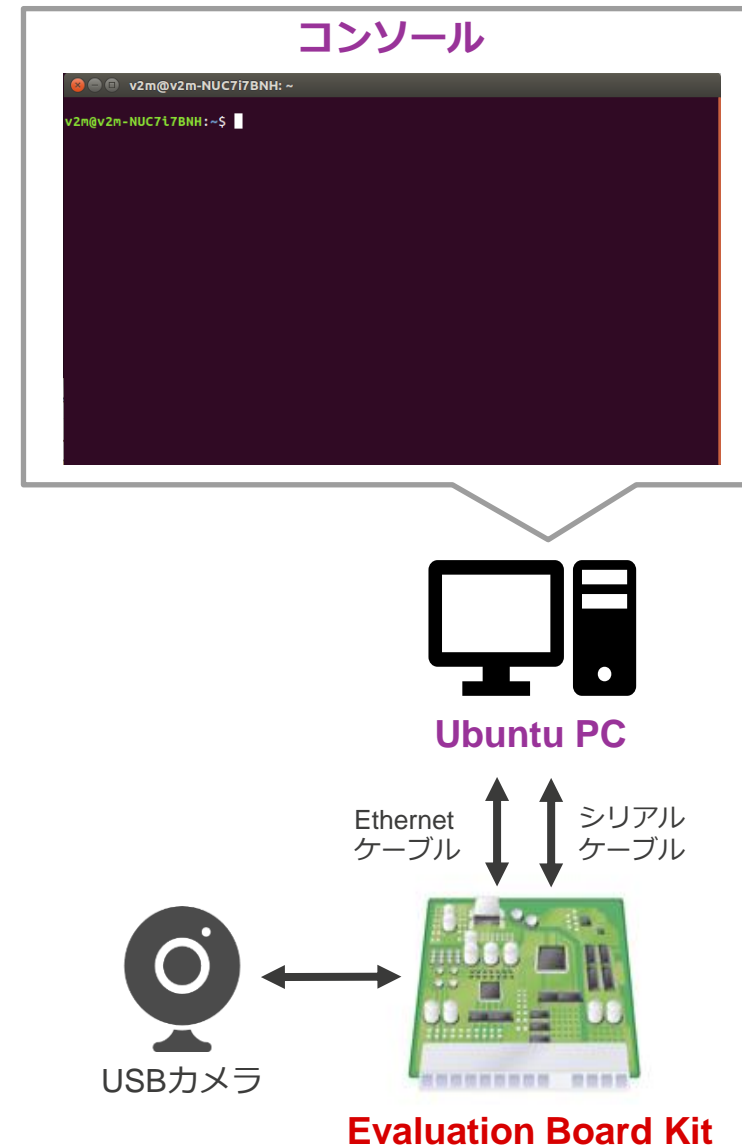 コンソール
v2m@v2m-NUC7i7BNH: ~
v2m@v2m-NUC7i7BNH:~$
Ubuntu PC
Ethernet
ケーブル
シリアル
ケーブル
USBカメラ
Evaluation Board Kit